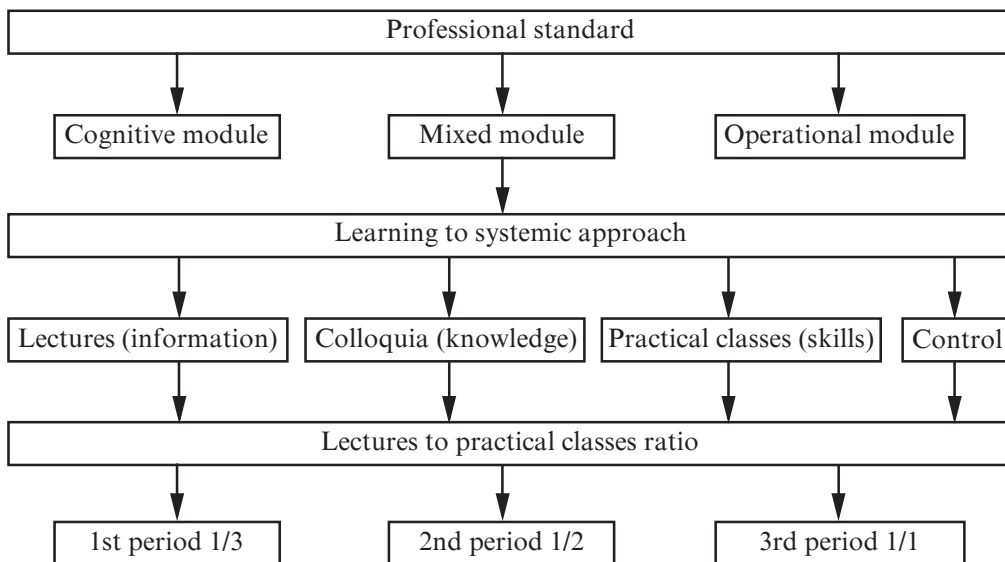 Professional standard
Cognitive module
Mixed module
Operational module
Learning to systemic approach
Lectures (information)
Colloquia (knowledge)
Practical classes (skills)
Control
Lectures to practical classes ratio
1st period 1/3
2nd period 1/2
3rd period 1/1